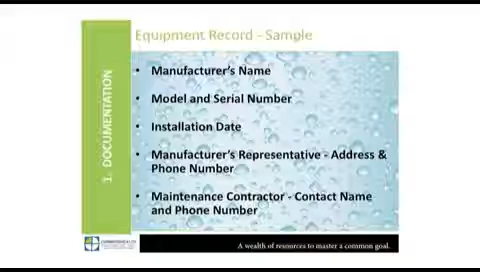 Equipment Record - Sample
1. DOCUMENTATION
• Manufacturer's Name
• Model and Serial Number
• Installation Date
• Manufacturer's Representative - Address &
Phone Number
• Maintenance Contractor - Contact Name
and Phone Number
A wealth of resources to master a common goal.